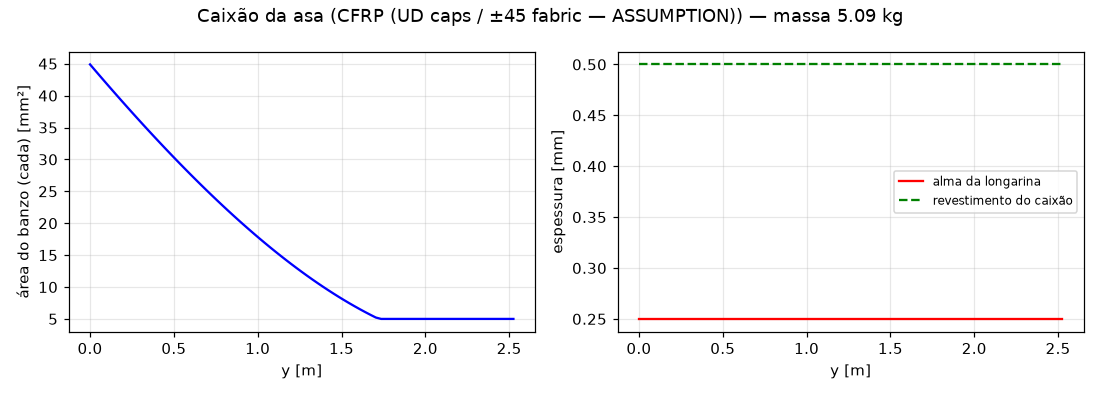 Caixão da asa (CFRP (UD caps / ±45 fabric — ASSUMPTION)) — massa 5.09 kg
área do banzo (cada) [mm²]
45
40
35
30
25
20
15
10
5
0.0 0.5 1.0 1.5 2.0 2.5
y [m]
espessura [mm]
0.50
0.45
0.40
0.35
0.30
0.25
alma da longarina
revestimento do caixão
0.0 0.5 1.0 1.5 2.0 2.5
y [m]